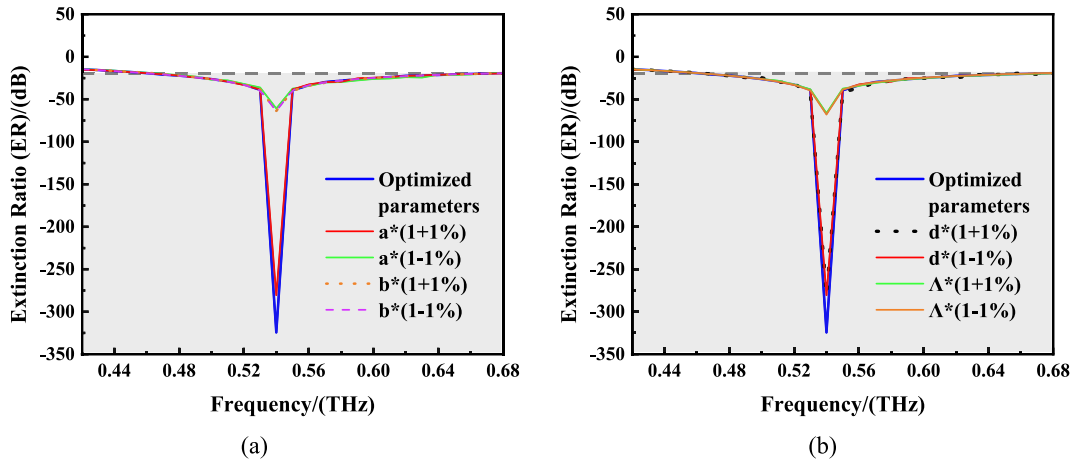 50
0
-50
-100
-150
-200
-250
-300
-350
Extinction Ratio (ER)/(dB)
Optimized
parameters
a*(1+1%)
a*(1-1%)
b*(1+1%)
b*(1-1%)
0.44 0.48 0.52 0.56 0.60 0.64 0.68
Frequency/(THz)
(a)
50
0
-50
-100
-150
-200
-250
-300
-350
Extinction Ratio (ER)/(dB)
Optimized
parameters
d*(1+1%)
d*(1-1%)
Λ*(1+1%)
Λ*(1-1%)
0.44 0.48 0.52 0.56 0.60 0.64 0.68
Frequency/(THz)
(b)